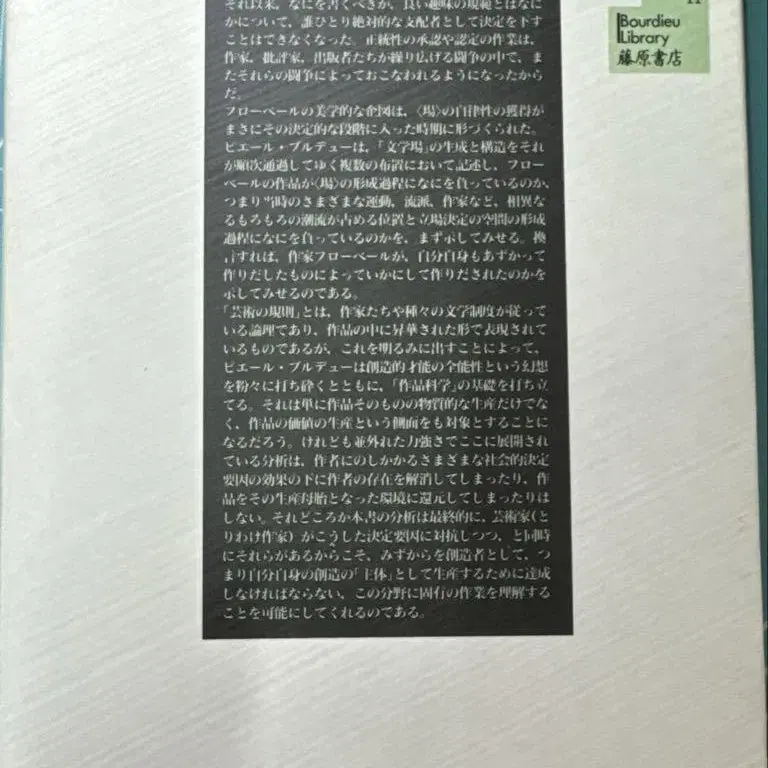 それ以来、なにを書くべきか、良い趣味の規範とはなに
かについて、誰ひとり絶対的な支配者として決定を下す
ことはできなくなった。正統性の承認や認定の作業は、
作家、批評家、出版者たちが繰り広げる闘争の中で、ま
たそれらの闘争によっておこなわれるようになったから
だ。
フローベールの美学的な企図は、〈場〉の自律性の獲得が
まさにその決定的な段階に入った時期に形づくられた。
ピエール・ブルデューは、「文学場」の生成と構造をそれ
が順次通過してゆく複数の布置において記述し、フロー
ベールの作品が〈場〉の形成過程になにを負っているのか、
つまり当時のさまざまな運動、流派、作家など、相異な
るもろもろの潮流が占める位置と立場決定の空間の形成
過程になにを負っているのかを、まず示してみせる。換
言すれば、作家フローベールが、自分自身もあずかって
作りだしたものによっていかにして作りだされたのかを
示してみせるのである。
「芸術の規則」とは、作家たちや種々の文学制度が従って
いる論理であり、作品の中に昇華された形で表現されて
いるものであるが、これを明るみに出すことによって、
ピエール・ブルデューは創造的才能の全能性という幻想
を粉々に打ち砕くとともに、「作品科学」の基礎を打ち立
てる。それは単に作品そのものの物質的な生産だけでな
く、作品の価値の生産という側面をも対象とすることに
なるだろう。けれども並外れた力強さでここに展開され
ている分析は、作者にのしかかるさまざまな社会的決定
要因の効果の下に作者の存在を解消してしまったり、作
品をその生産母胎となった環境に還元してしまったりは
しない。それどころか本書の分析は最終的に、芸術家（と
りわけ作家）がこうした決定要因に対抗しつつ、と同時
にそれらがあるからこそ、みずからを創造者として、つ
まり自分自身の創造の「主体」として生産するために達成
しなければならない、この分野に固有の作業を理解する
ことを可能にしてくれるのである。
Bourdieu
Library
藤原書店